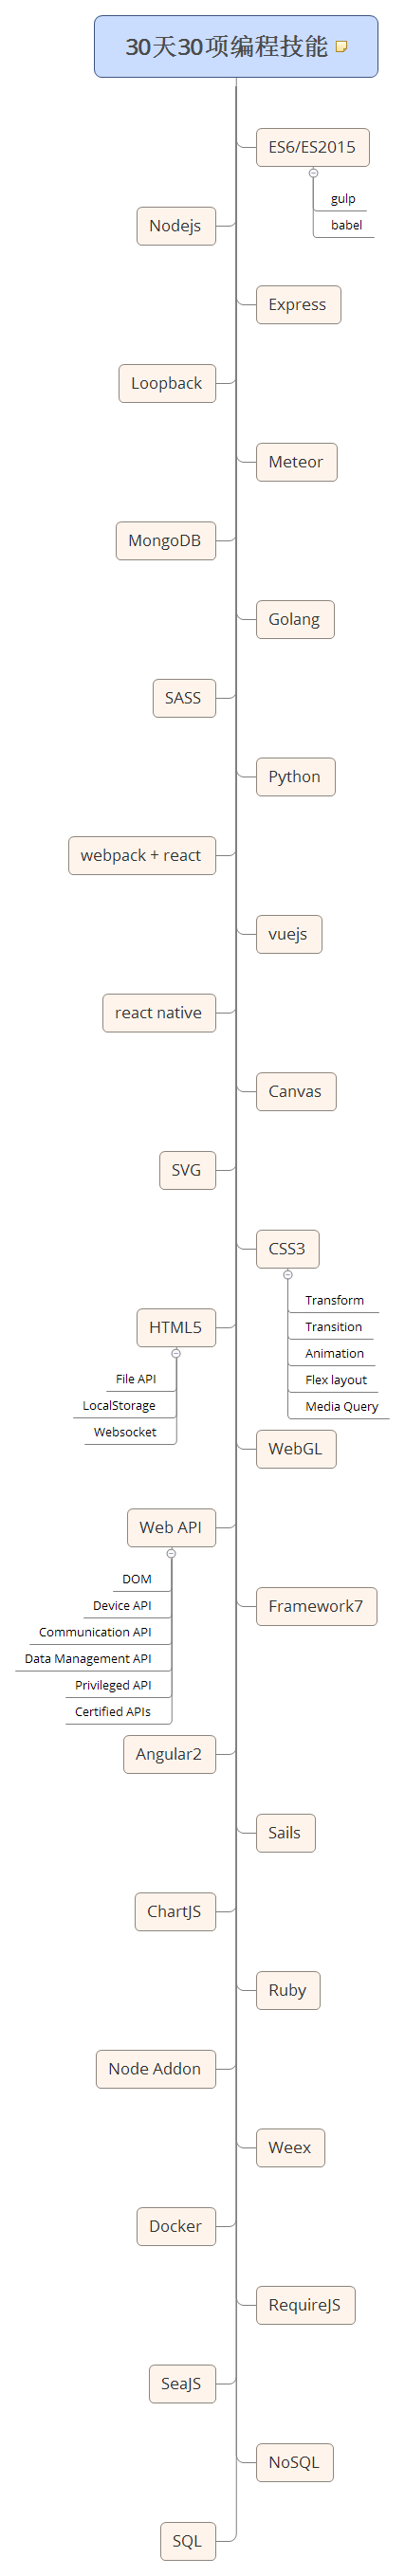 30天30项编程技能
ES6/ES2015
gulp
babel
Nodejs
Express
Loopback
Meteor
MongoDB
Golang
SASS
Python
webpack + react
vuejs
react native
Canvas
SVG
CSS3
Transform
Transition
Animation
Flex layout
Media Query
HTML5
File API
LocalStorage
Websocket
WebGL
Web API
DOM
Device API
Communication API
Data Management API
Privileged API
Certified APIs
Framework7
Angular2
Sails
ChartJS
Ruby
Node Addon
Weex
Docker
RequireJS
SeaJS
NoSQL
SQL